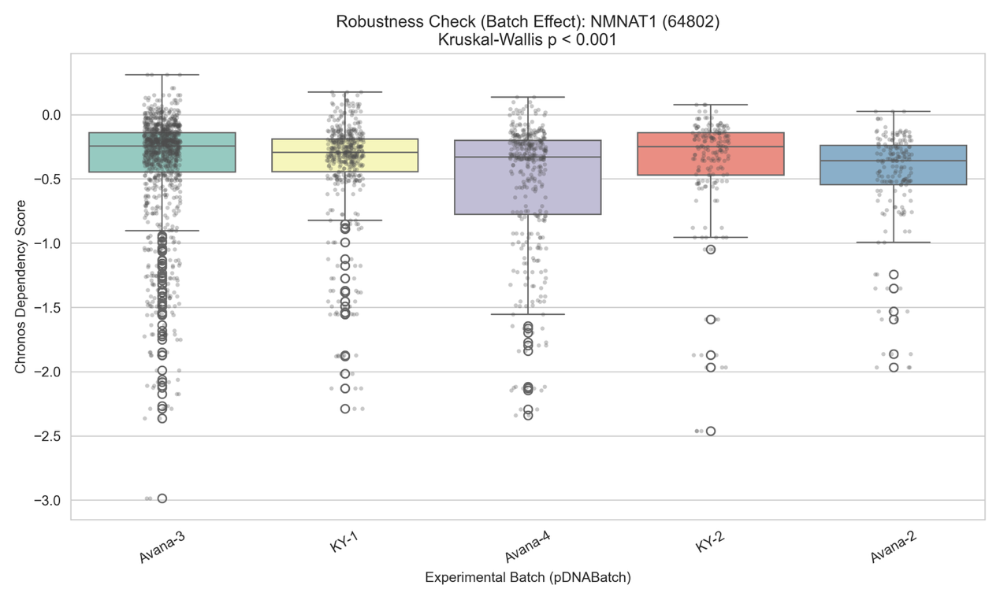 Robustness Check (Batch Effect): NMNAT1 (64802)
Kruskal-Wallis p < 0.001
Chronos Dependency Score
0.0
−0.5
−1.0
−1.5
−2.0
−2.5
−3.0
Avana-3
KY-1
Avana-4
KY-2
Avana-2
Experimental Batch (pDNABatch)